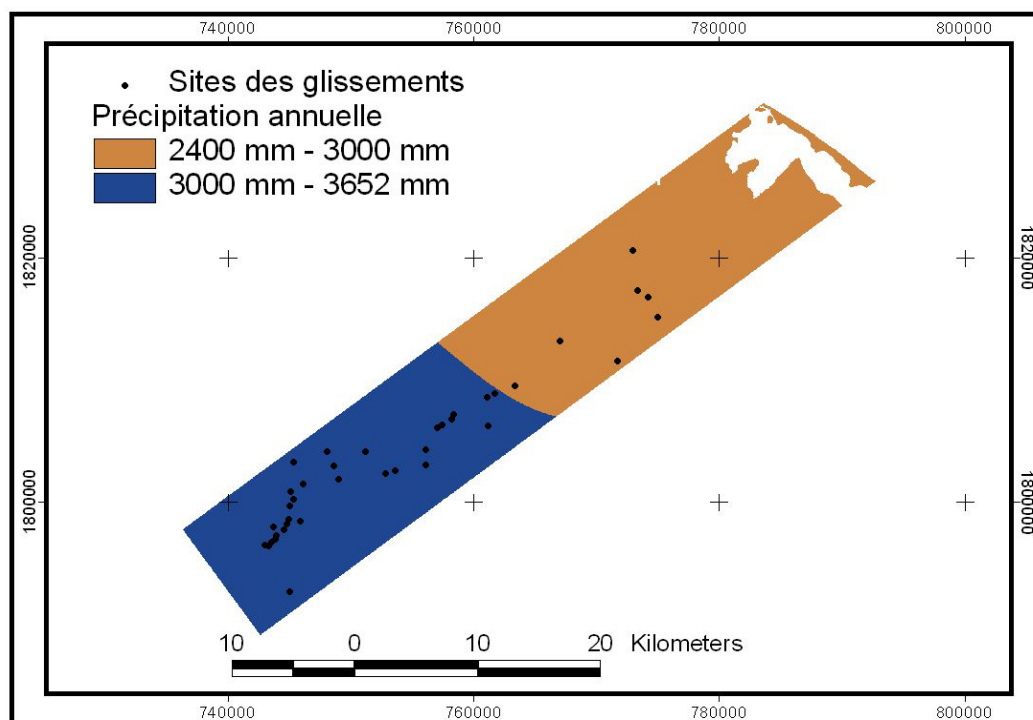 740000 760000 780000 800000
Sites des glissements
Précipitation annuelle
2400 mm - 3000 mm
3000 mm - 3652 mm
1820000 1820000
1800000 1800000
10 0 10 20 Kilometers
740000 760000 780000 800000